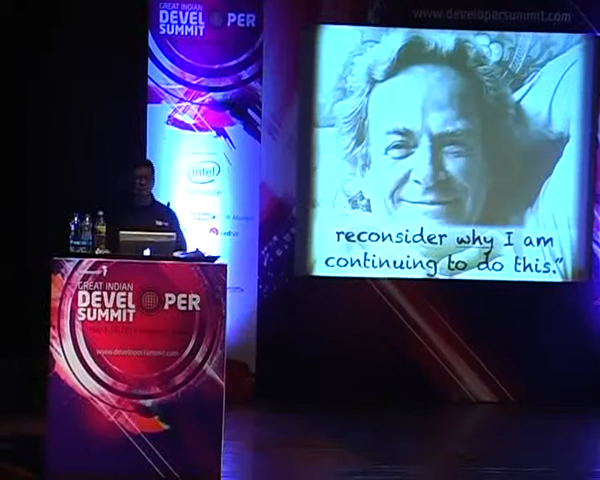 GREAT INDIAN
DEVEL PER
SUMMIT
www.developersummit.com
intel
Software
reconsider why I am
continuing to do this."
GREAT INDIAN
DEVEL PER
SUMMIT
www.developersummit.com